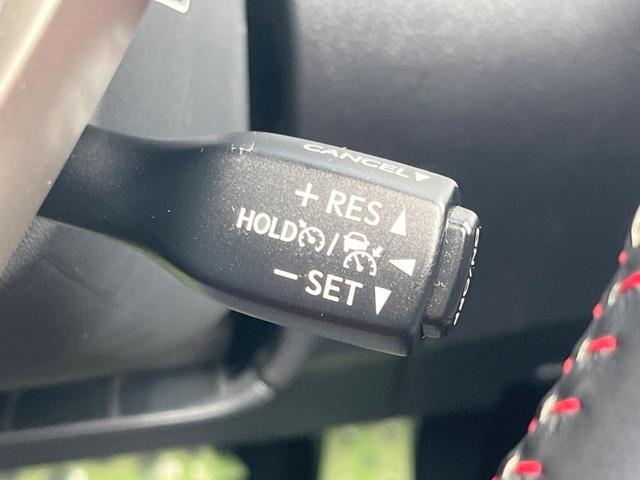 CANCEL▼
+ RES ▲
HOLD / ◀
− SET ▼